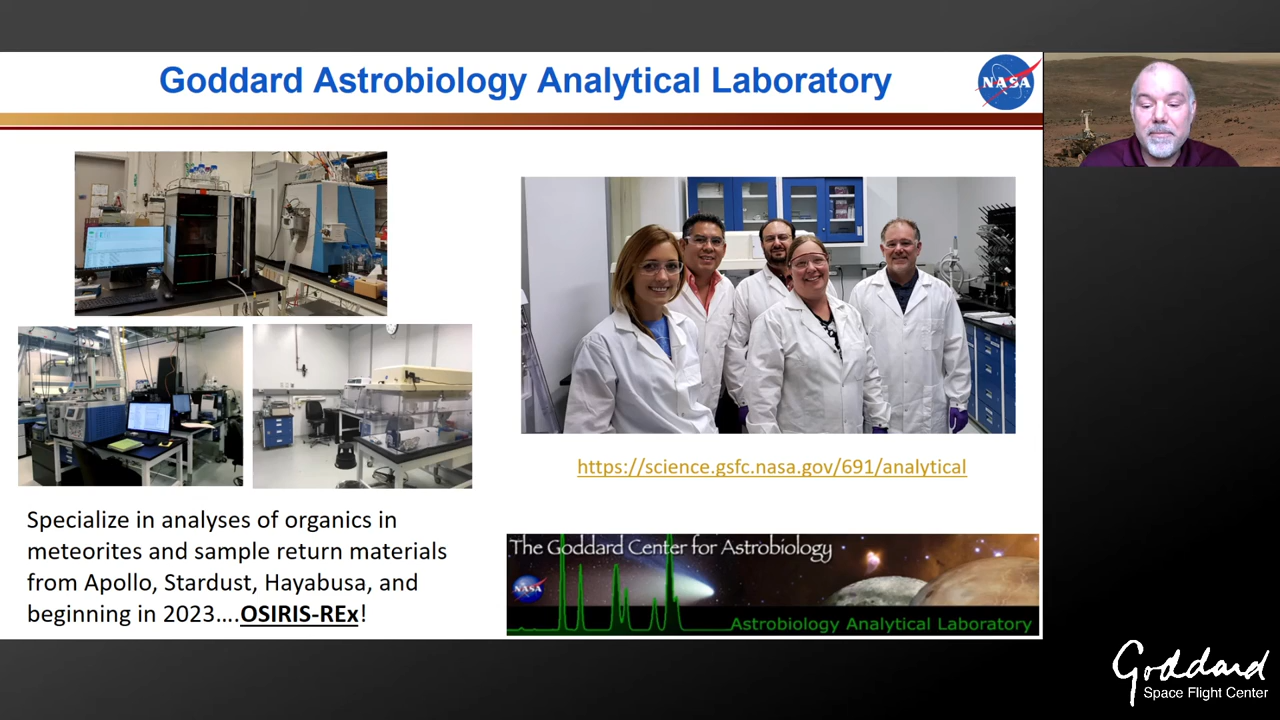 Goddard Astrobiology Analytical Laboratory
NASA
https://science.gsfc.nasa.gov/691/analytical
Specialize in analyses of organics in
meteorites and sample return materials
from Apollo, Stardust, Hayabusa, and
beginning in 2023….OSIRIS-REx!
The Goddard Center for Astrobiology
NASA
Astrobiology Analytical Laboratory
Goddard
Space Flight Center